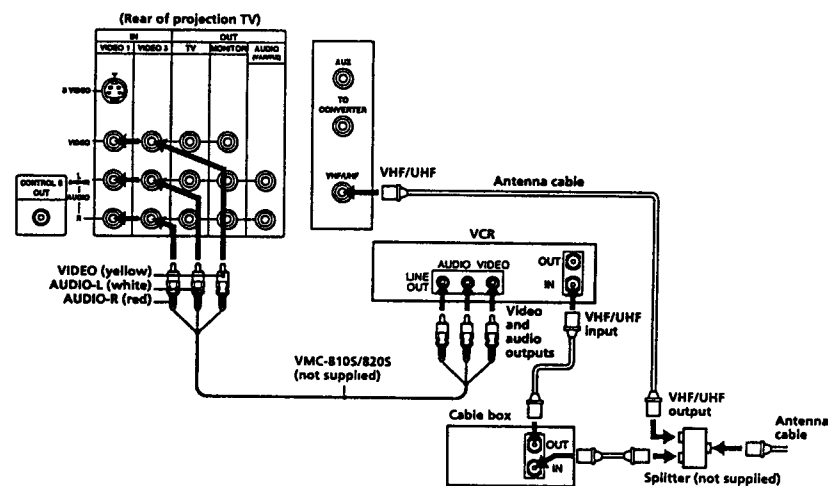 (Rear of projection TV)
IN
OUT
VIDEO 1
VIDEO 3
TV
MONITOR
AUDIO
S VIDEO
VIDEO
L
AUDIO
R
CONTROL S
OUT
AUX
TO
CONVERTER
VHF/UHF
VHF/UHF
Antenna cable
VCR
AUDIO VIDEO
LINE
OUT
OUT
IN
VIDEO (yellow)
AUDIO-L (white)
AUDIO-R (red)
Video
and
audio
outputs
VHF/UHF
input
VMC-810S/820S
(not supplied)
Cable box
OUT
IN
VHF/UHF
output
Antenna
cable
Splitter (not supplied)